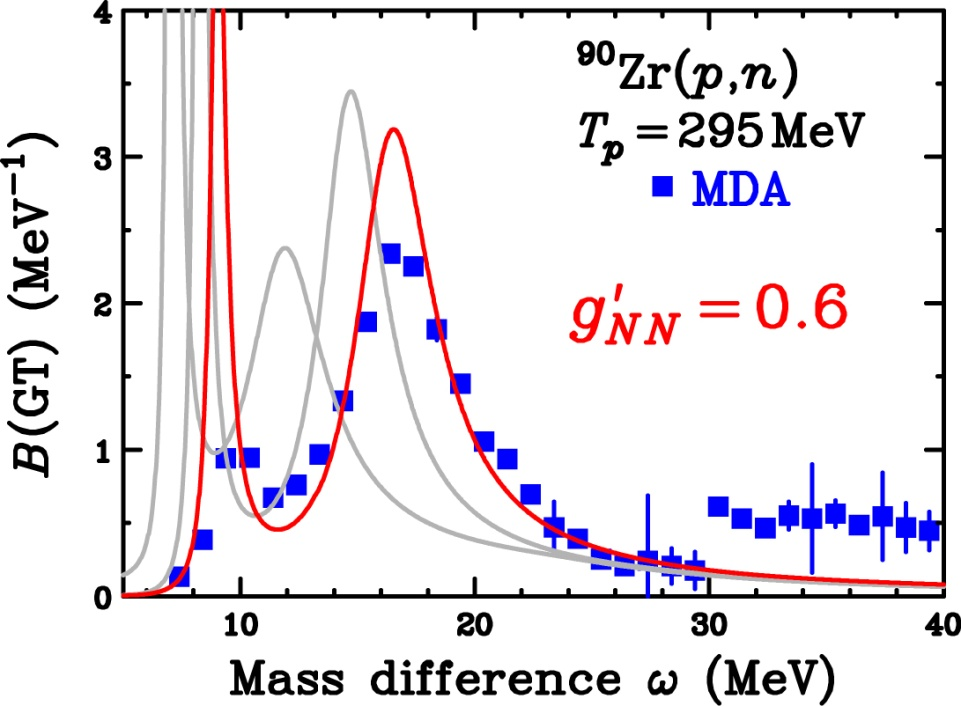 4
3
2
1
0
10
20
30
40
B(GT) (MeV⁻¹)
Mass difference ω (MeV)
⁹⁰Zr(p,n)
Tₚ = 295 MeV
MDA
g′NN = 0.6